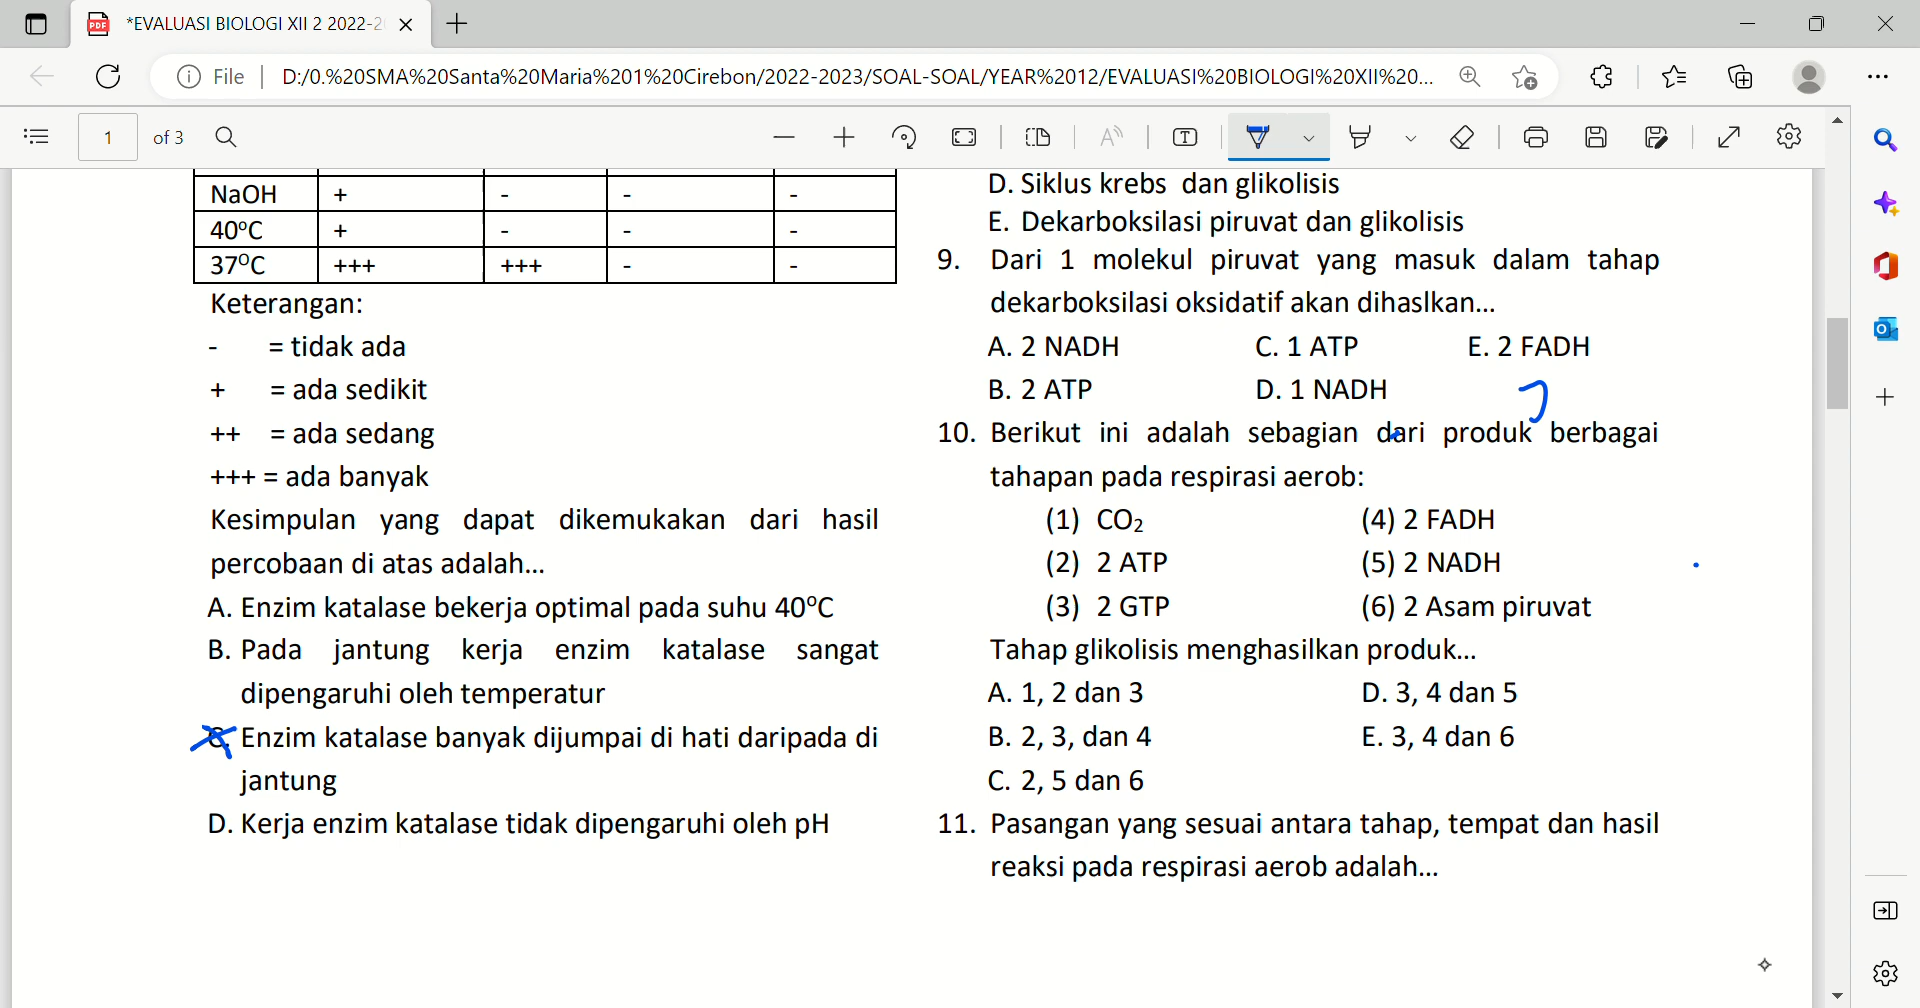 *EVALUASI BIOLOGI XII 2 2022-2
File
D:/0.%20SMA%20Santa%20Maria%201%20Cirebon/2022-2023/SOAL-SOAL/YEAR%2012/EVALUASI%20BIOLOGI%20XII%20...
1 of 3
NaOH + - - -
40⁰C + - - -
37⁰C +++ +++ - -
Keterangan:
- = tidak ada
+ = ada sedikit
++ = ada sedang
+++ = ada banyak
Kesimpulan yang dapat dikemukakan dari hasil
percobaan di atas adalah...
A. Enzim katalase bekerja optimal pada suhu 40⁰C
B. Pada jantung kerja enzim katalase sangat
dipengaruhi oleh temperatur
C. Enzim katalase banyak dijumpai di hati daripada di
jantung
D. Kerja enzim katalase tidak dipengaruhi oleh pH
D. Siklus krebs dan glikolisis
E. Dekarboksilasi piruvat dan glikolisis
9. Dari 1 molekul piruvat yang masuk dalam tahap
dekarboksilasi oksidatif akan dihaslkan...
A. 2 NADH C. 1 ATP E. 2 FADH
B. 2 ATP D. 1 NADH
10. Berikut ini adalah sebagian dari produk berbagai
tahapan pada respirasi aerob:
(1) CO₂ (4) 2 FADH
(2) 2 ATP (5) 2 NADH
(3) 2 GTP (6) 2 Asam piruvat
Tahap glikolisis menghasilkan produk...
A. 1, 2 dan 3 D. 3, 4 dan 5
B. 2, 3, dan 4 E. 3, 4 dan 6
C. 2, 5 dan 6
11. Pasangan yang sesuai antara tahap, tempat dan hasil
reaksi pada respirasi aerob adalah...